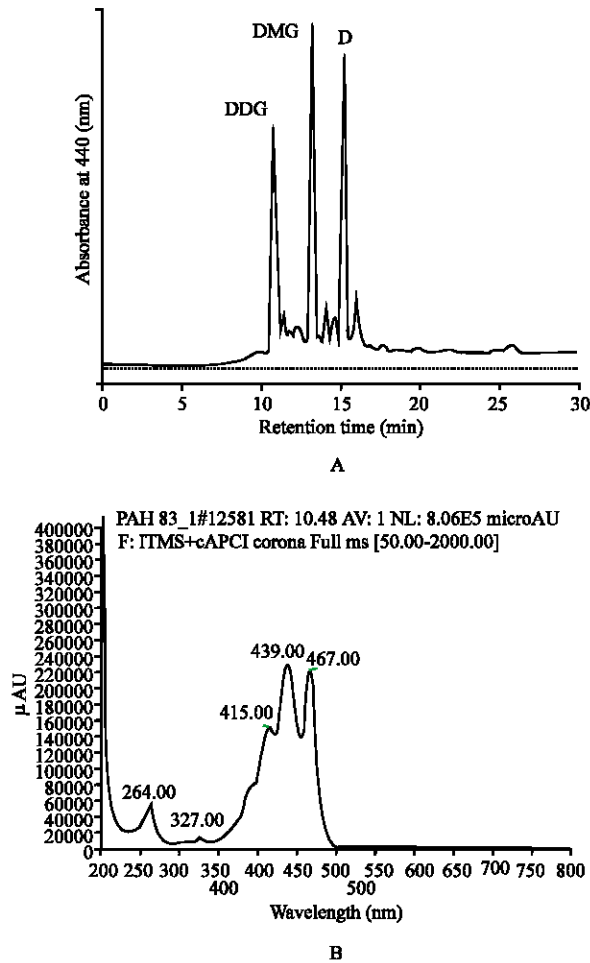 DMG
D
DDG
Absorbance at 440 (nm)
0 5 10 15 20 25 30
Retention time (min)
A
PAH 83_1#12581 RT: 10.48 AV: 1 NL: 8.06E5 microAU
F: ITMS+cAPCI corona Full ms [50.00-2000.00]
400000
380000
360000
340000
320000
300000
280000
260000
240000
220000
200000
180000
160000
140000
120000
100000
80000
60000
40000
20000
0
µAU
439.00
467.00
415.00
264.00
327.00
200 250 300 350 400 450 500 550 600 650 700 750 800
400 500
Wavelength (nm)
B